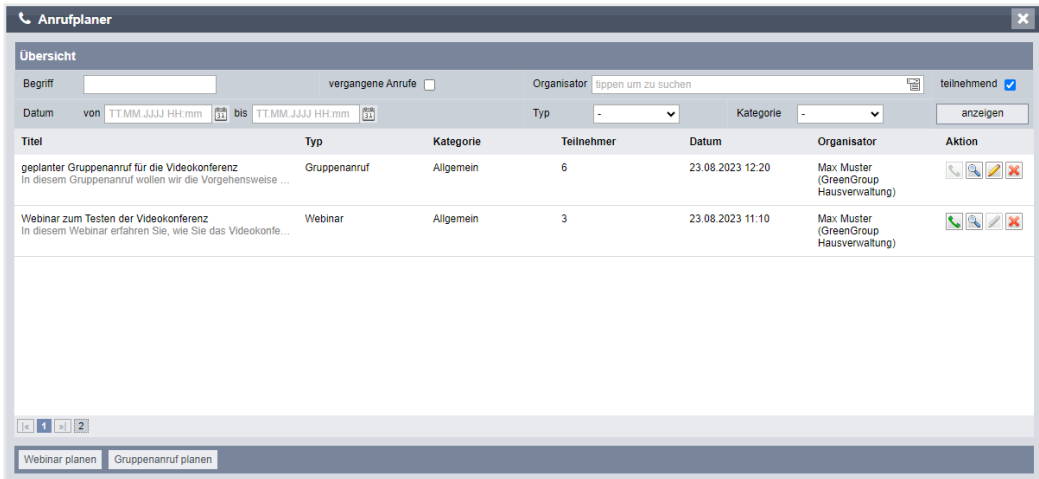 Anrufplaner
Übersicht
Begriff vergangene Anrufe Organisator tippen um zu suchen teilnehmend
Datum von TT.MM.JJJJ HH:mm bis TT.MM.JJJJ HH:mm Typ - Kategorie - anzeigen
Titel Typ Kategorie Teilnehmer Datum Organisator Aktion
geplanter Gruppenanruf für die Videokonferenz Gruppenanruf Allgemein 6 23.08.2023 12:20 Max Muster
In diesem Gruppenanruf wollen wir die Vorgehensweise ... (GreenGroup
Hausverwaltung)
Webinar zum Testen der Videokonferenz Webinar Allgemein 3 23.08.2023 11:10 Max Muster
In diesem Webinar erfahren Sie, wie Sie das Videokonfe... (GreenGroup
Hausverwaltung)
|« 1 »| 2
Webinar planen Gruppenanruf planen